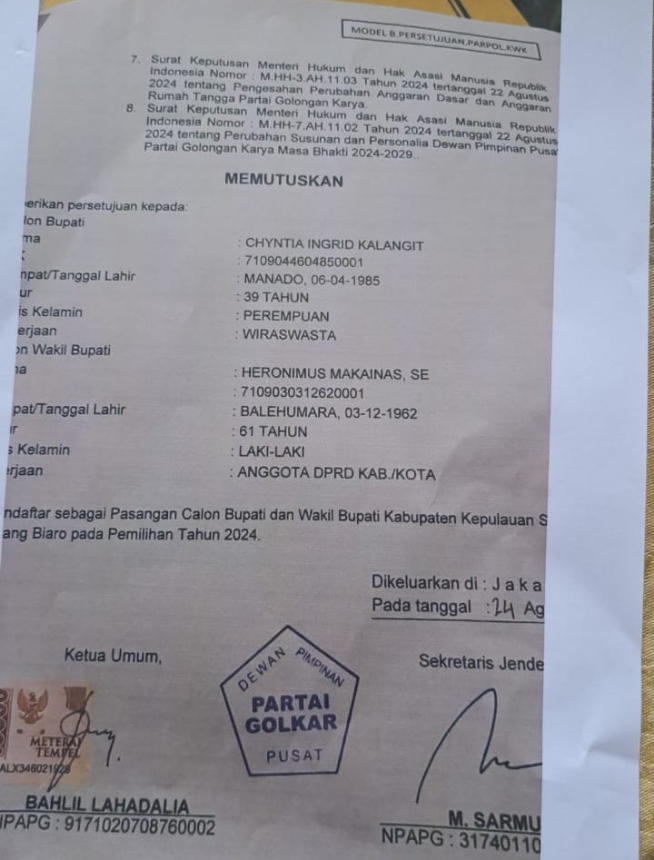 MODEL B.PERSETUJUAN.PARPOL.KWK
7. Surat Keputusan Menteri Hukum dan Hak Asasi Manusia Republik
Indonesia Nomor : M.HH-3.AH.11.03 Tahun 2024 tertanggal 22 Agustus
2024 tentang Pengesahan Perubahan Anggaran Dasar dan Anggaran
Rumah Tangga Partai Golongan Karya.
8. Surat Keputusan Menteri Hukum dan Hak Asasi Manusia Republik
Indonesia Nomor : M.HH-7.AH.11.02 Tahun 2024 tertanggal 22 Agustus
2024 tentang Perubahan Susunan dan Personalia Dewan Pimpinan Pusa
Partai Golongan Karya Masa Bhakti 2024-2029..
MEMUTUSKAN
erikan persetujuan kepada:
lon Bupati
ma : CHYNTIA INGRID KALANGIT
: 7109044604850001
npat/Tanggal Lahir : MANADO, 06-04-1985
ur : 39 TAHUN
is Kelamin : PEREMPUAN
erjaan : WIRASWASTA
on Wakil Bupati
na : HERONIMUS MAKAINAS, SE
: 7109030312620001
pat/Tanggal Lahir : BALEHUMARA, 03-12-1962
ur : 61 TAHUN
s Kelamin : LAKI-LAKI
erjaan : ANGGOTA DPRD KAB./KOTA
ndaftar sebagai Pasangan Calon Bupati dan Wakil Bupati Kabupaten Kepulauan S
ang Biaro pada Pemilihan Tahun 2024.
Dikeluarkan di : J a k a
Pada tanggal : 24 Ag
Ketua Umum,
Sekretaris Jende
DEWAN PIMPINAN
PARTAI
GOLKAR
PUSAT
METERAI
TEMPEL
ALX346021928
BAHLIL LAHADALIA
NPAPG : 9171020708760002
M. SARMU
NPAPG : 31740110